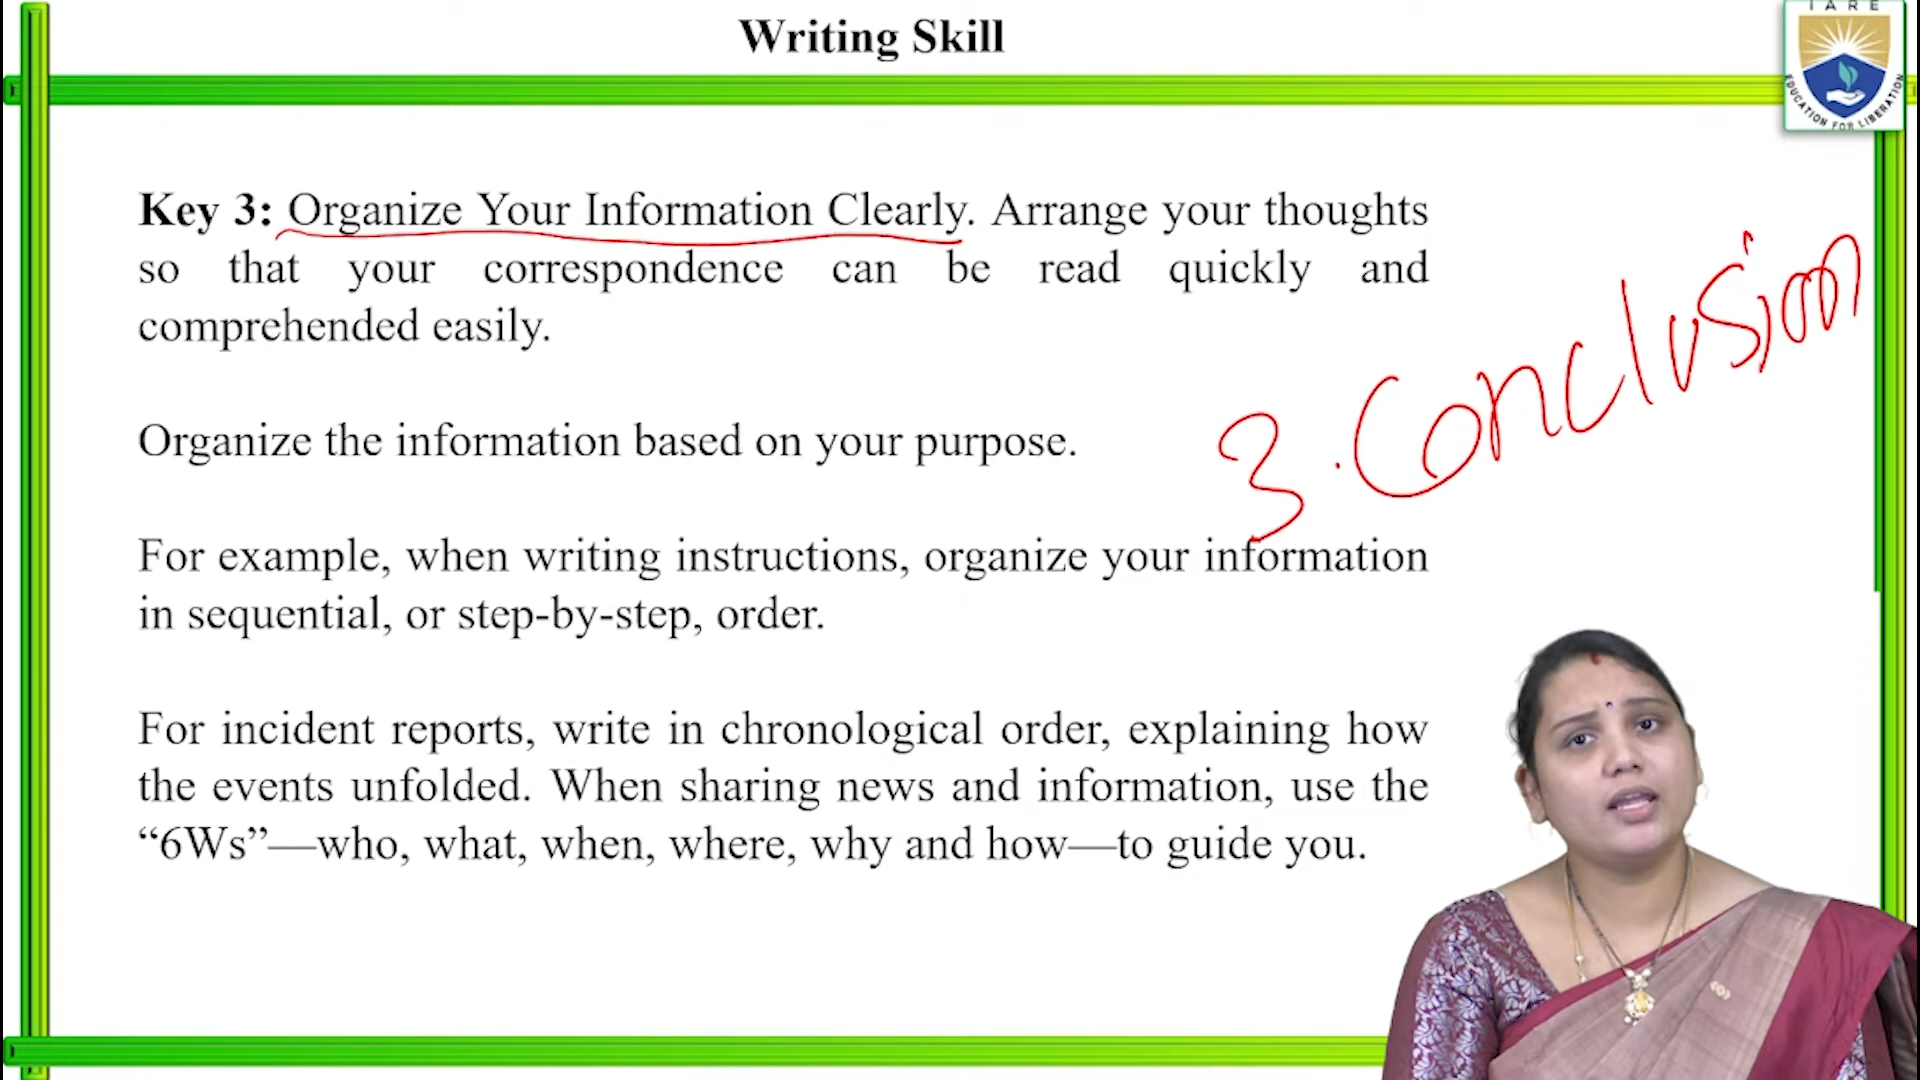 Writing Skill
IARE
EDUCATION FOR LIBERATION
Key 3: Organize Your Information Clearly. Arrange your thoughts
so that your correspondence can be read quickly and
comprehended easily.
3. Conclusion
Organize the information based on your purpose.
For example, when writing instructions, organize your information
in sequential, or step-by-step, order.
For incident reports, write in chronological order, explaining how
the events unfolded. When sharing news and information, use the
“6Ws”—who, what, when, where, why and how—to guide you.